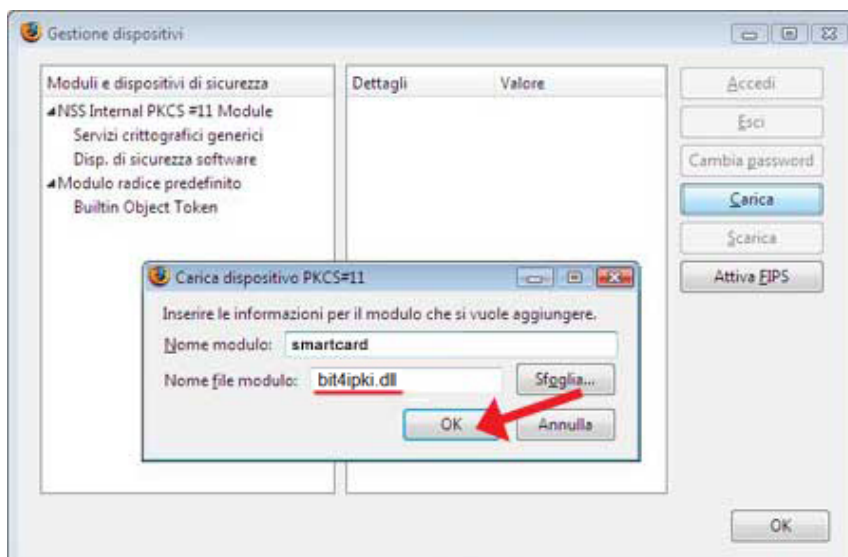 Gestione dispositivi
Moduli e dispositivi di sicurezza
Dettagli Valore
NSS Internal PKCS #11 Module
Servizi crittografici generici
Disp. di sicurezza software
Modulo radice predefinito
Builtin Object Token
Accedi
Esci
Cambia password
Carica
Scarica
Attiva FIPS
Carica dispositivo PKCS#11
Inserire le informazioni per il modulo che si vuole aggiungere.
Nome modulo: smartcard
Nome file modulo: bit4ipki.dll Sfoglia...
OK Annulla
OK